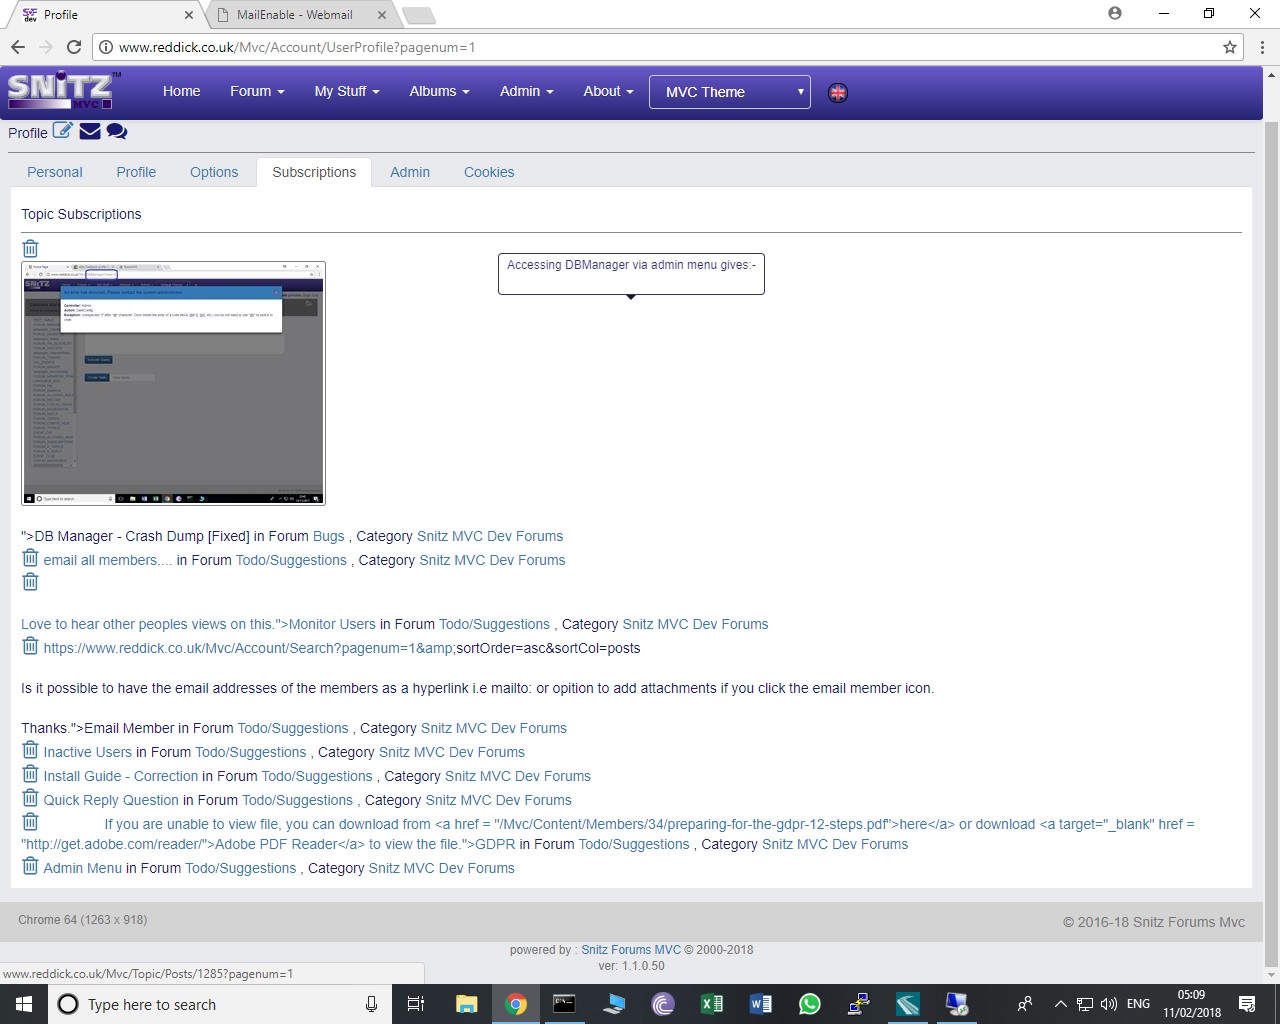 Profile
MailEnable - Webmail
www.reddick.co.uk/Mvc/Account/UserProfile?pagenum=1
SNITZ™ MVC
Home Forum My Stuff Albums Admin About MVC Theme
Profile
Personal Profile Options Subscriptions Admin Cookies
Topic Subscriptions
Accessing DBManager via admin menu gives:-
">DB Manager - Crash Dump [Fixed] in Forum Bugs , Category Snitz MVC Dev Forums
email all members.... in Forum Todo/Suggestions , Category Snitz MVC Dev Forums
Love to hear other peoples views on this.">Monitor Users in Forum Todo/Suggestions , Category Snitz MVC Dev Forums
https://www.reddick.co.uk/Mvc/Account/Search?pagenum=1&amp;sortOrder=asc&sortCol=posts
Is it possible to have the email addresses of the members as a hyperlink i.e mailto: or opition to add attachments if you click the email member icon.
Thanks.">Email Member in Forum Todo/Suggestions , Category Snitz MVC Dev Forums
Inactive Users in Forum Todo/Suggestions , Category Snitz MVC Dev Forums
Install Guide - Correction in Forum Todo/Suggestions , Category Snitz MVC Dev Forums
Quick Reply Question in Forum Todo/Suggestions , Category Snitz MVC Dev Forums
If you are unable to view file, you can download from <a href = "/Mvc/Content/Members/34/preparing-for-the-gdpr-12-steps.pdf">here</a> or download <a target="_blank" href =
"http://get.adobe.com/reader/">Adobe PDF Reader</a> to view the file.">GDPR in Forum Todo/Suggestions , Category Snitz MVC Dev Forums
Admin Menu in Forum Todo/Suggestions , Category Snitz MVC Dev Forums
Chrome 64 (1263 x 918)
© 2016-18 Snitz Forums Mvc
powered by : Snitz Forums MVC © 2000-2018
ver: 1.1.0.50
www.reddick.co.uk/Mvc/Topic/Posts/1285?pagenum=1
Type here to search
ENG
05:09
11/02/2018